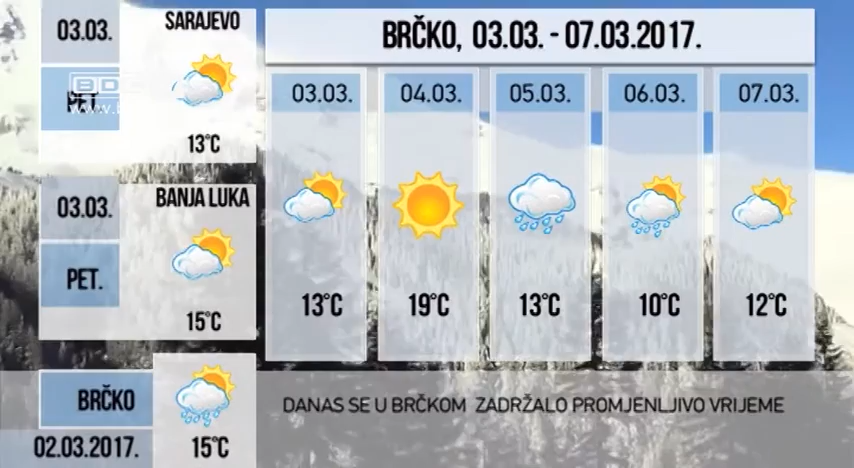 03.03.
SARAJEVO
PET.
13°C
03.03.
BANJA LUKA
PET.
15°C
BRČKO
02.03.2017.
15°C
BRČKO, 03.03. - 07.03.2017.
03.03.
04.03.
05.03.
06.03.
07.03.
13°C
19°C
13°C
10°C
12°C
DANAS SE U BRČKOM ZADRŽALO PROMJENLJIVO VRIJEME